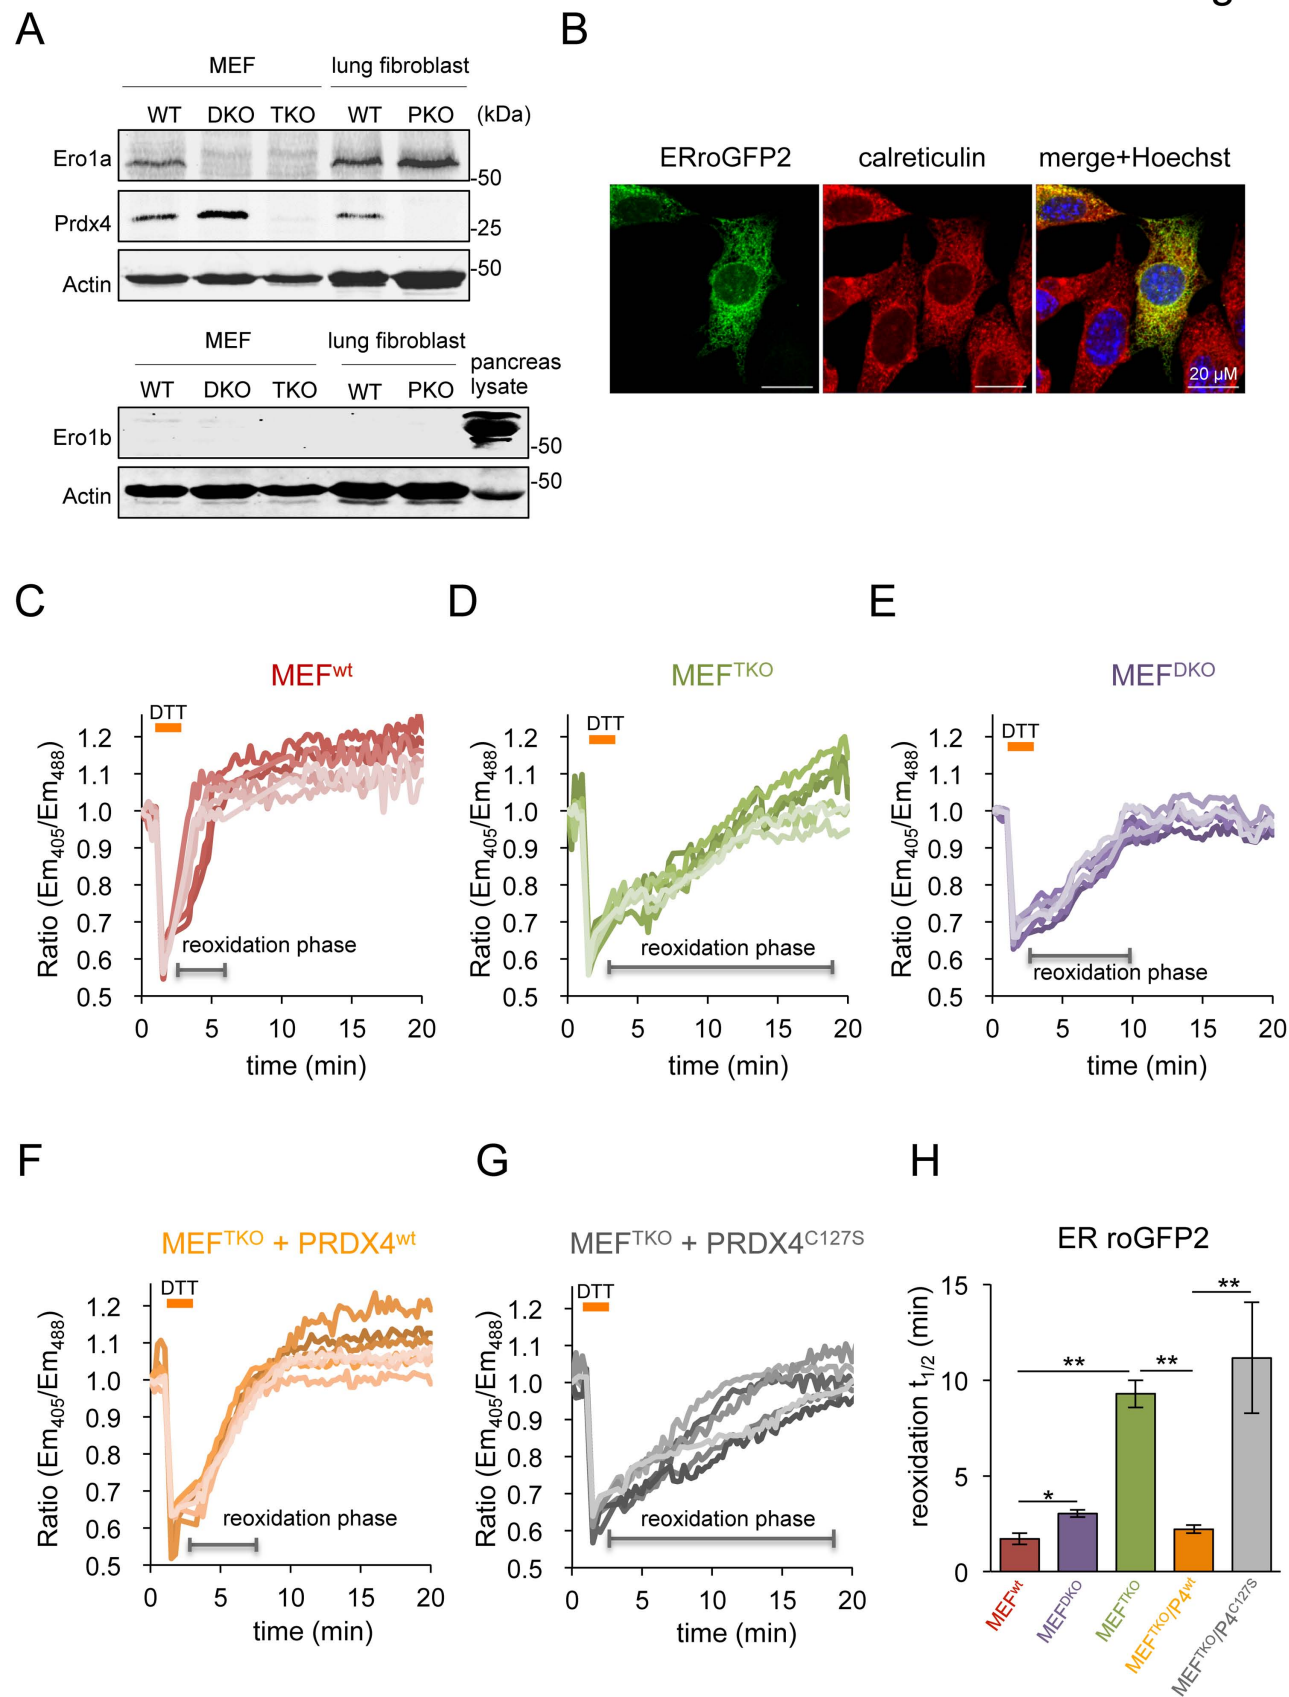 g
A
MEF lung fibroblast
WT DKO TKO WT PKO (kDa)
Ero1a
-50
Prdx4
-25
-50
Actin
MEF lung fibroblast
pancreas
lysate
WT DKO TKO WT PKO
Ero1b
-50
-50
Actin
B
ERroGFP2 calreticulin merge+Hoechst
20 µM
C
MEFwt
DTT
Ratio (Em405/Em488)
1.2
1.1
1.0
0.9
0.8
0.7
0.6
0.5
reoxidation phase
0 5 10 15 20
time (min)
D
MEFTKO
DTT
Ratio (Em405/Em488)
1.2
1.1
1.0
0.9
0.8
0.7
0.6
0.5
reoxidation phase
0 5 10 15 20
time (min)
E
MEFDKO
DTT
Ratio (Em405/Em488)
1.2
1.1
1.0
0.9
0.8
0.7
0.6
0.5
reoxidation phase
0 5 10 15 20
time (min)
F
MEFTKO + PRDX4wt
DTT
Ratio (Em405/Em488)
1.2
1.1
1.0
0.9
0.8
0.7
0.6
0.5
reoxidation phase
0 5 10 15 20
time (min)
G
MEFTKO + PRDX4C127S
DTT
Ratio (Em405/Em488)
1.2
1.1
1.0
0.9
0.8
0.7
0.6
0.5
reoxidation phase
0 5 10 15 20
time (min)
H
ER roGFP2
reoxidation t1/2 (min)
15
10
5
0
**
** **
*
MEFwt
MEFDKO
MEFTKO
MEFTKO/P4wt
MEFTKO/P4C127S